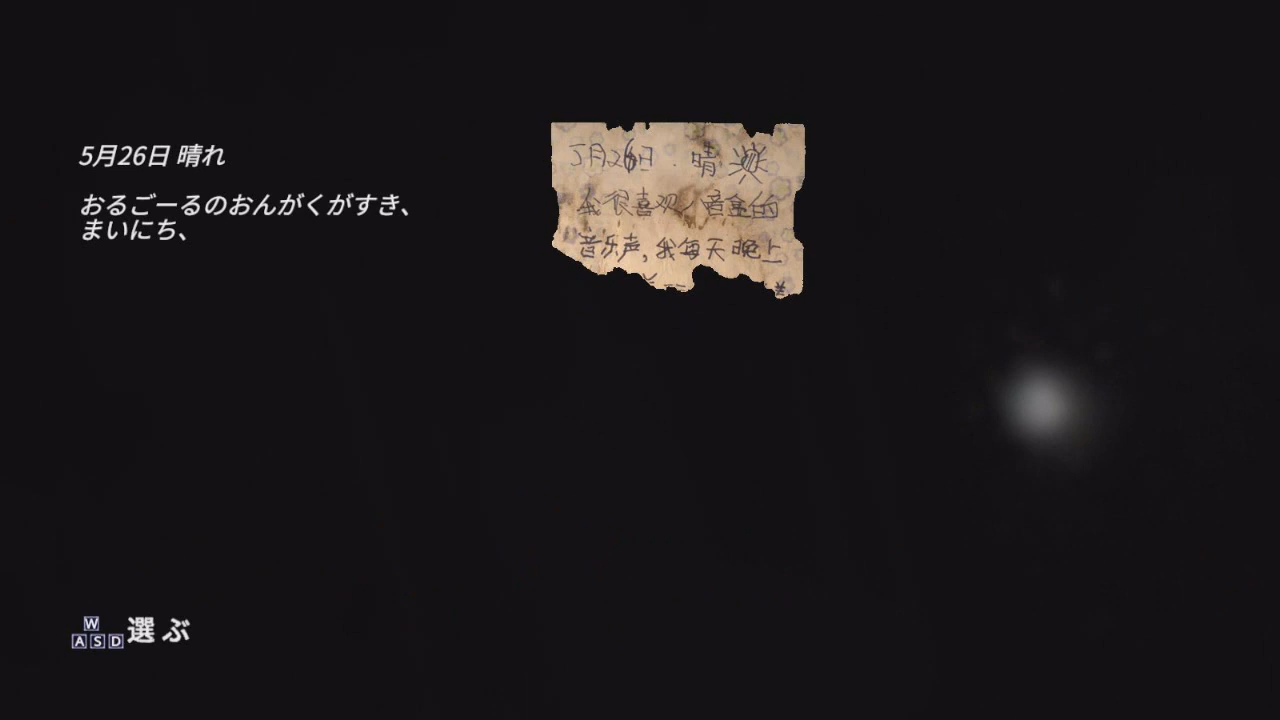 5月26日 晴れ
おるごーるのおんがくがすき、
まいにち、
5月26日.晴
我很喜欢八音盒的
音乐声,我每天晚上
W
A S D 選ぶ